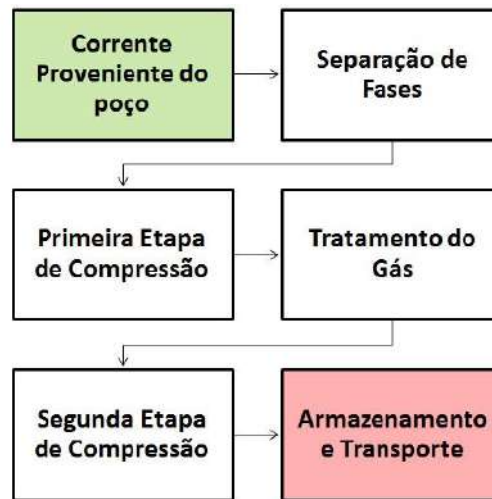 Corrente
Proveniente do
poço
Separação de
Fases
Primeira Etapa
de Compressão
Tratamento do
Gás
Segunda Etapa
de Compressão
Armazenamento
e Transporte